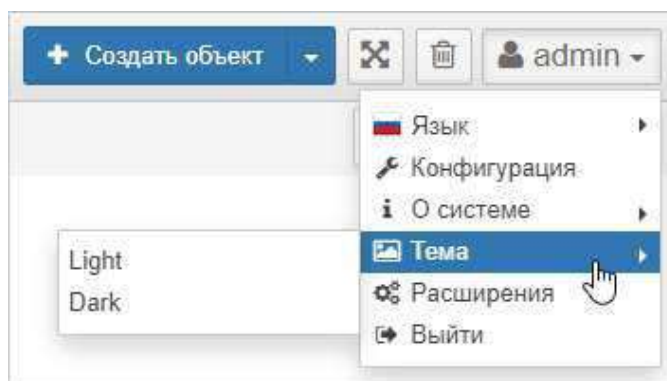 Создать объект
admin
Язык
Конфигурация
О системе
Тема
Расширения
Выйти
Light
Dark